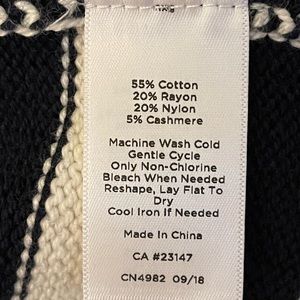 55% Cotton
20% Rayon
20% Nylon
5% Cashmere
Machine Wash Cold
Gentle Cycle
Only Non-Chlorine
Bleach When Needed
Reshape, Lay Flat To
Dry
Cool Iron If Needed
Made In China
CA #23147
CN4982 09/18